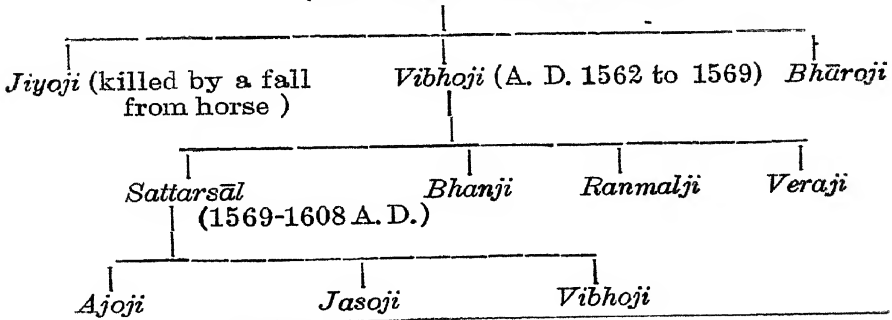 Jiyoji (killed by a fall Vibhoji (A. D. 1562 to 1569) Bhāroji
from horse )
Sattarsāl Bhanji Ranmalji Veraji
(1569-1608 A. D.)
Ajoji Jasoji Vibhoji